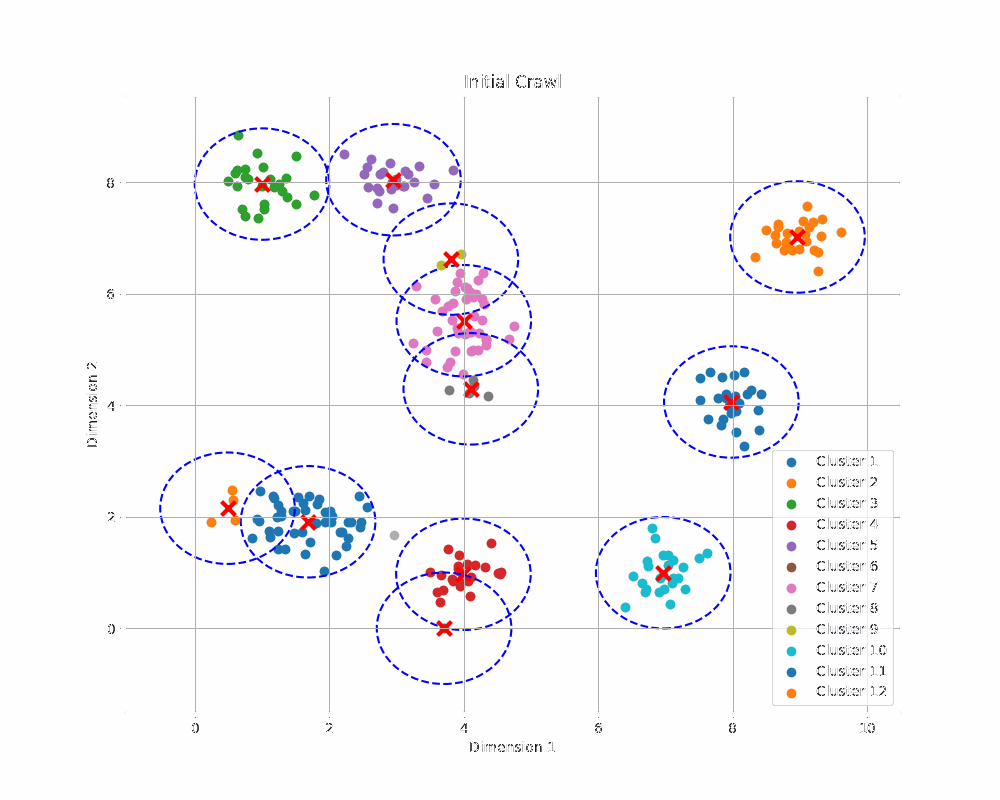 Initial Crawl
8
6
4
2
0
0 2 4 6 8 10
Dimension 2
Dimension 1
Cluster 1
Cluster 2
Cluster 3
Cluster 4
Cluster 5
Cluster 6
Cluster 7
Cluster 8
Cluster 9
Cluster 10
Cluster 11
Cluster 12